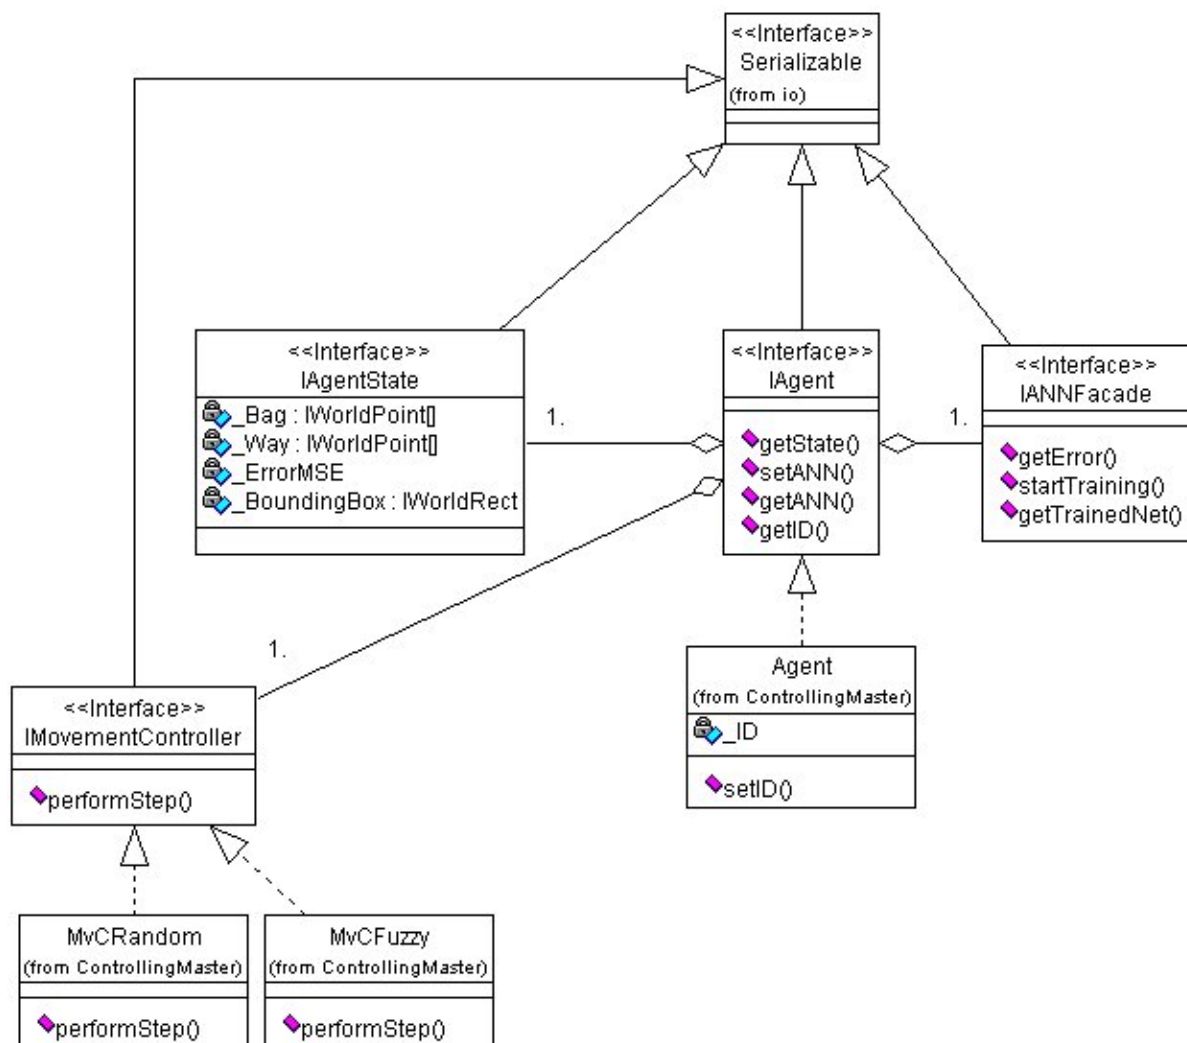 <<Interface>>
Serializable
(from io)
<<Interface>>
IAgentState
_Bag : IWorldPoint[]
_Way : IWorldPoint[]
_ErrorMSE
_BoundingBox : IWorldRect
1.
<<Interface>>
IAgent
getState()
setANN()
getANN()
getID()
1.
<<Interface>>
IANNFacade
getError()
startTraining()
getTrainedNet()
1.
<<Interface>>
IMovementController
performStep()
Agent
(from ControllingMaster)
_ID
setID()
MvCRandom
(from ControllingMaster)
performStep()
MvCFuzzy
(from ControllingMaster)
performStep()